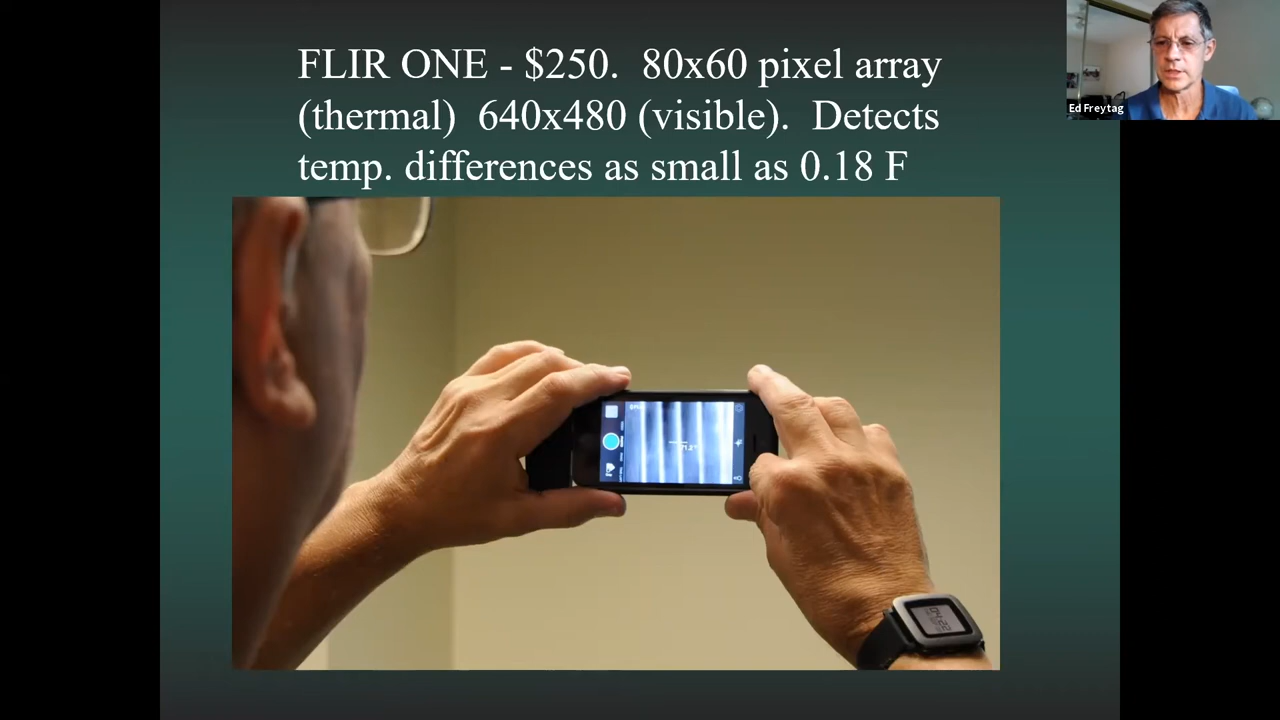 FLIR ONE - $250.  80x60 pixel array
(thermal)  640x480 (visible).  Detects
temp. differences as small as 0.18 F
Ed Freytag